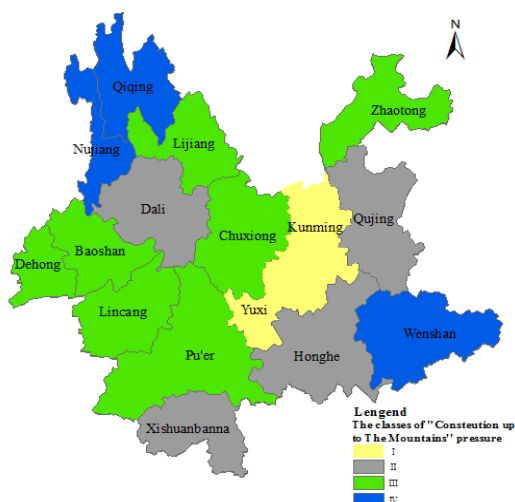 N
Qiqing
Zhaotong
Nujiang
Lijiang
Dali
Chuxiong
Kunming
Qujing
Baoshan
Dehong
Lincang
Yuxi
Wenshan
Pu'er
Honghe
Xishuanbanna
Lengend
The classes of "Consteution up
to The Mountains" pressure
I
II
III
IV